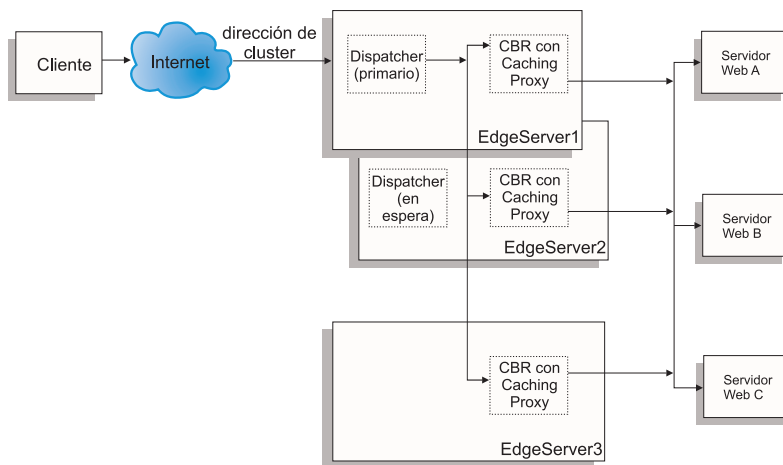 Cliente
Internet
dirección de
cluster
Dispatcher
(primario)
CBR con
Caching
Proxy
EdgeServer1
Dispatcher
(en
espera)
CBR con
Caching
Proxy
EdgeServer2
CBR con
Caching
Proxy
EdgeServer3
Servidor
Web A
Servidor
Web B
Servidor
Web C